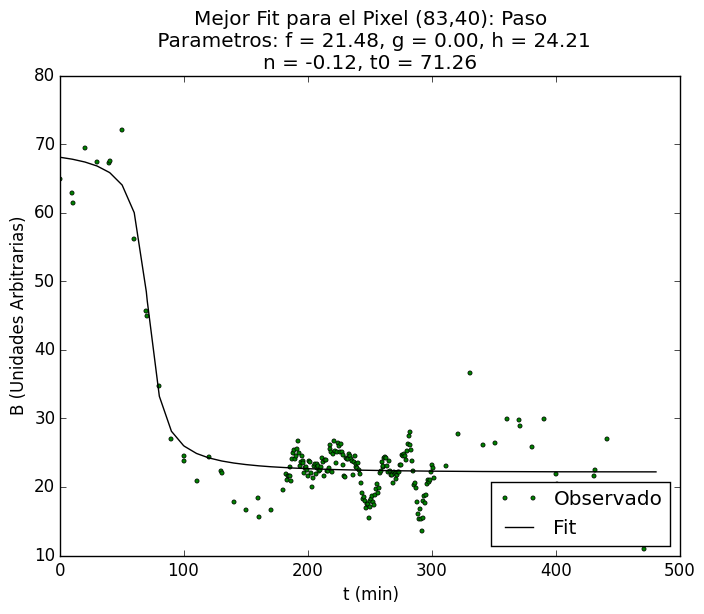 Mejor Fit para el Pixel (83,40): Paso
Parametros: f = 21.48, g = 0.00, h = 24.21
n = -0.12, t0 = 71.26
80
70
60
50
40
30
20
10
B (Unidades Arbitrarias)
Observado
Fit
0 100 200 300 400 500
t (min)